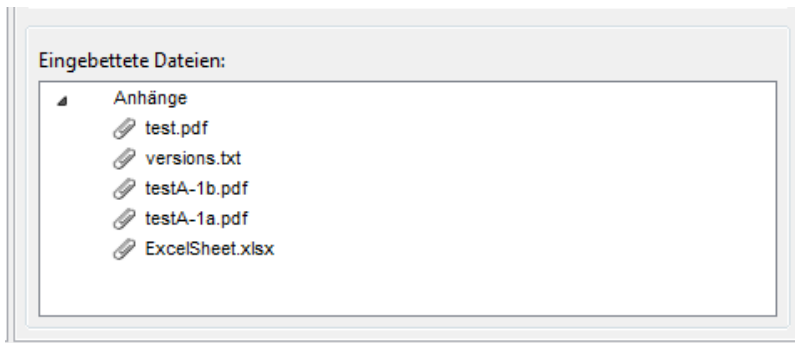 Eingebettete Dateien:
Anhänge
test.pdf
versions.txt
testA-1b.pdf
testA-1a.pdf
ExcelSheet.xlsx